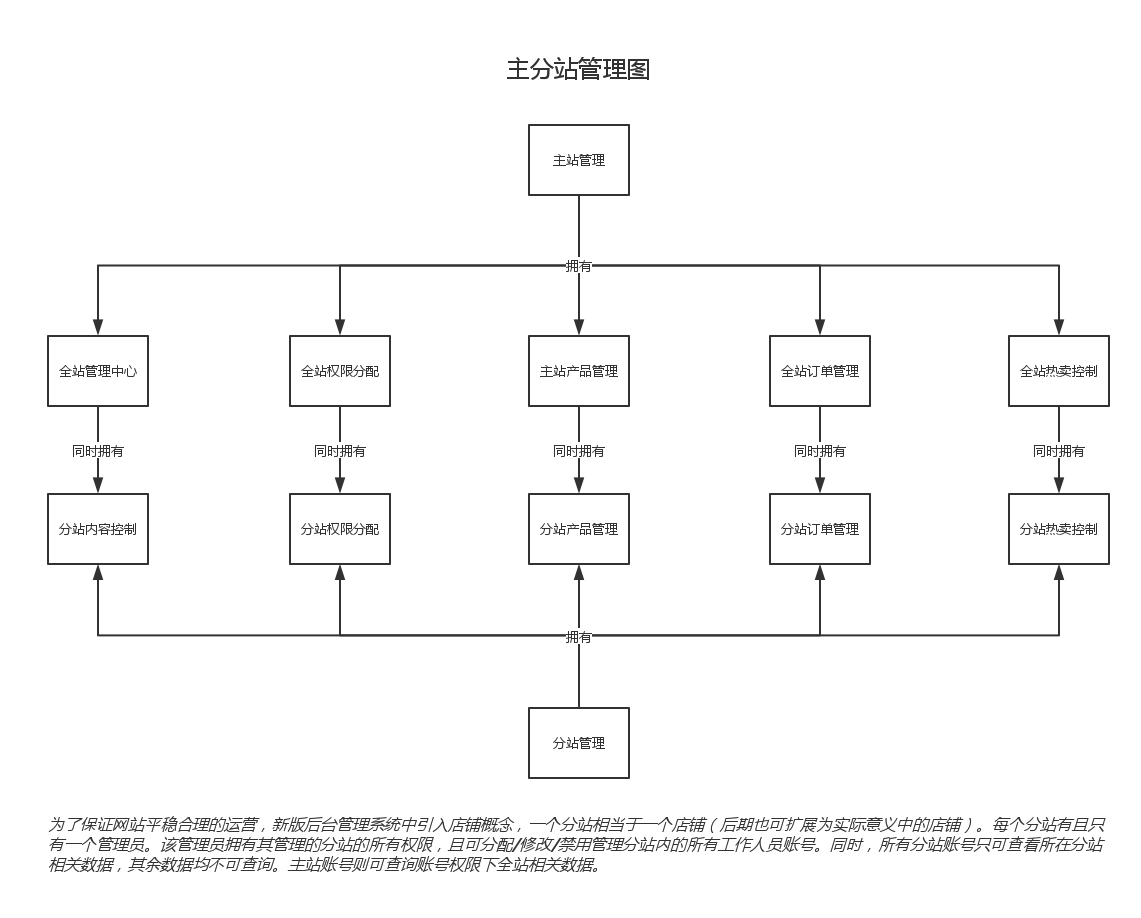 主分站管理图
主站管理
拥有
全站管理中心
全站权限分配
主站产品管理
全站订单管理
全站热卖控制
同时拥有
同时拥有
同时拥有
同时拥有
同时拥有
分站内容控制
分站权限分配
分站产品管理
分站订单管理
分站热卖控制
拥有
分站管理
为了保证网站平稳合理的运营，新版后台管理系统中引入店铺概念，一个分站相当于一个店铺（后期也可扩展为实际意义中的店铺）。每个分站有且只
有一个管理员。该管理员拥有其管理的分站的所有权限，且可分配/修改/禁用管理分站内的所有工作人员账号。同时，所有分站账号只可查看所在分站
相关数据，其余数据均不可查询。主站账号则可查询账号权限下全站相关数据。